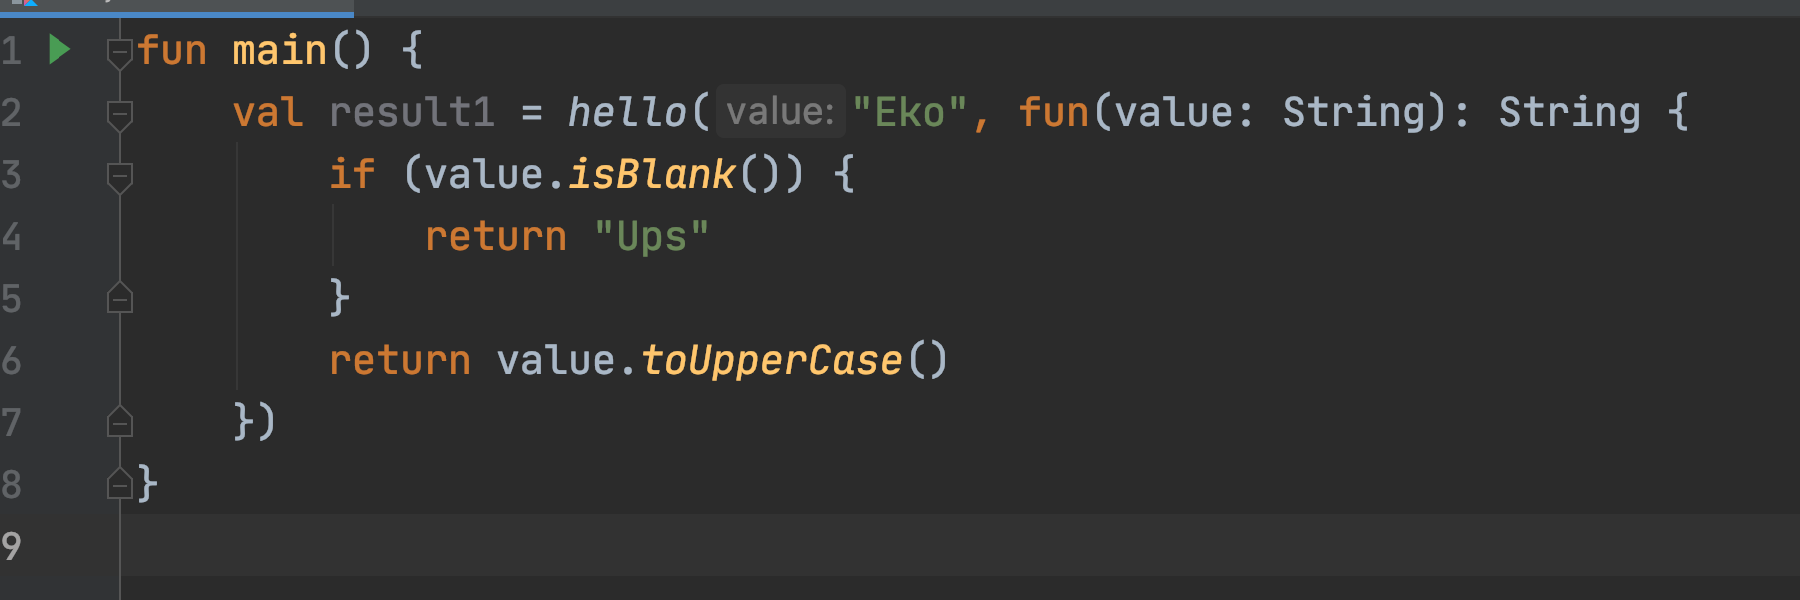 1 fun main() {
2 val result1 = hello( value: "Eko", fun(value: String): String {
3 if (value.isBlank()) {
4 return "Ups"
5 }
6 return value.toUpperCase()
7 })
8 }
9